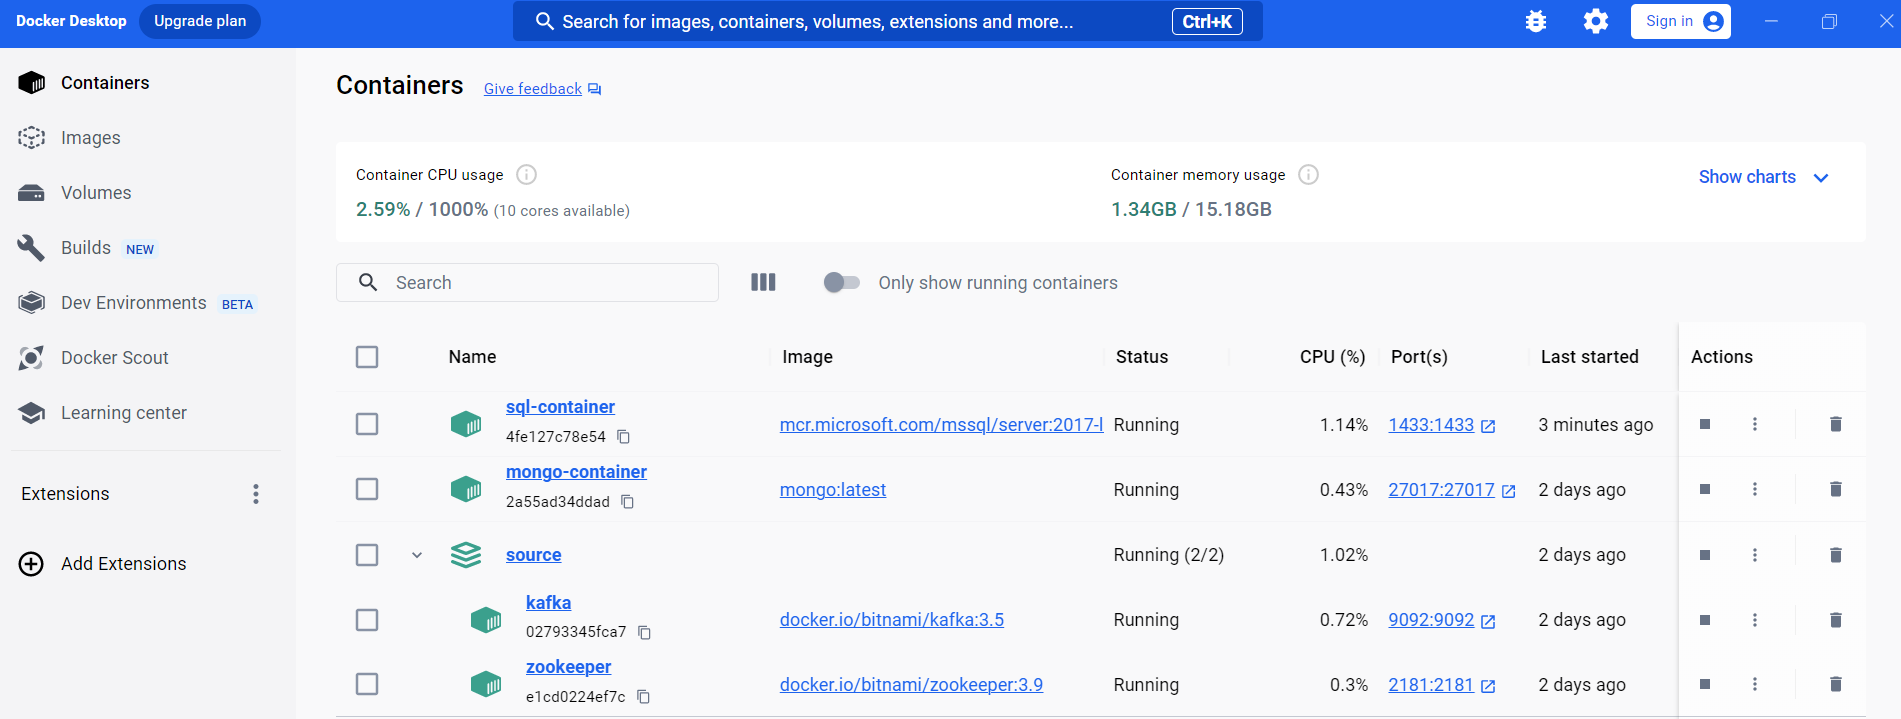 Docker Desktop Upgrade plan Search for images, containers, volumes, extensions and more... Ctrl+K Sign in
Containers
Images
Volumes
Builds NEW
Dev Environments BETA
Docker Scout
Learning center
Extensions
Add Extensions
Containers Give feedback
Container CPU usage
2.59% / 1000% (10 cores available)
Container memory usage
1.34GB / 15.18GB
Show charts
Search Only show running containers
Name Image Status CPU (%) Port(s) Last started Actions
sql-container
4fe127c78e54
mcr.microsoft.com/mssql/server:2017-l Running 1.14% 1433:1433 3 minutes ago
mongo-container
2a55ad34ddad
mongo:latest Running 0.43% 27017:27017 2 days ago
source Running (2/2) 1.02% 2 days ago
kafka
02793345fca7
docker.io/bitnami/kafka:3.5 Running 0.72% 9092:9092 2 days ago
zookeeper
e1cd0224ef7c
docker.io/bitnami/zookeeper:3.9 Running 0.3% 2181:2181 2 days ago